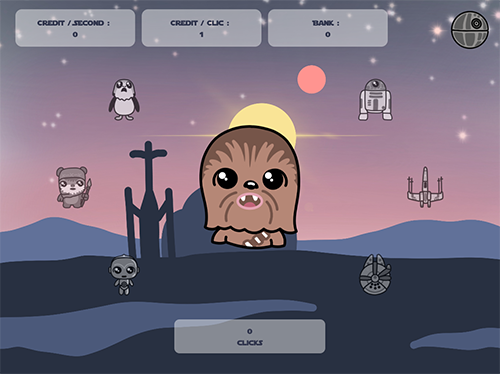 CREDIT / SECOND :
0
CREDIT / CLIC :
1
BANK :
0
0
CLICKS